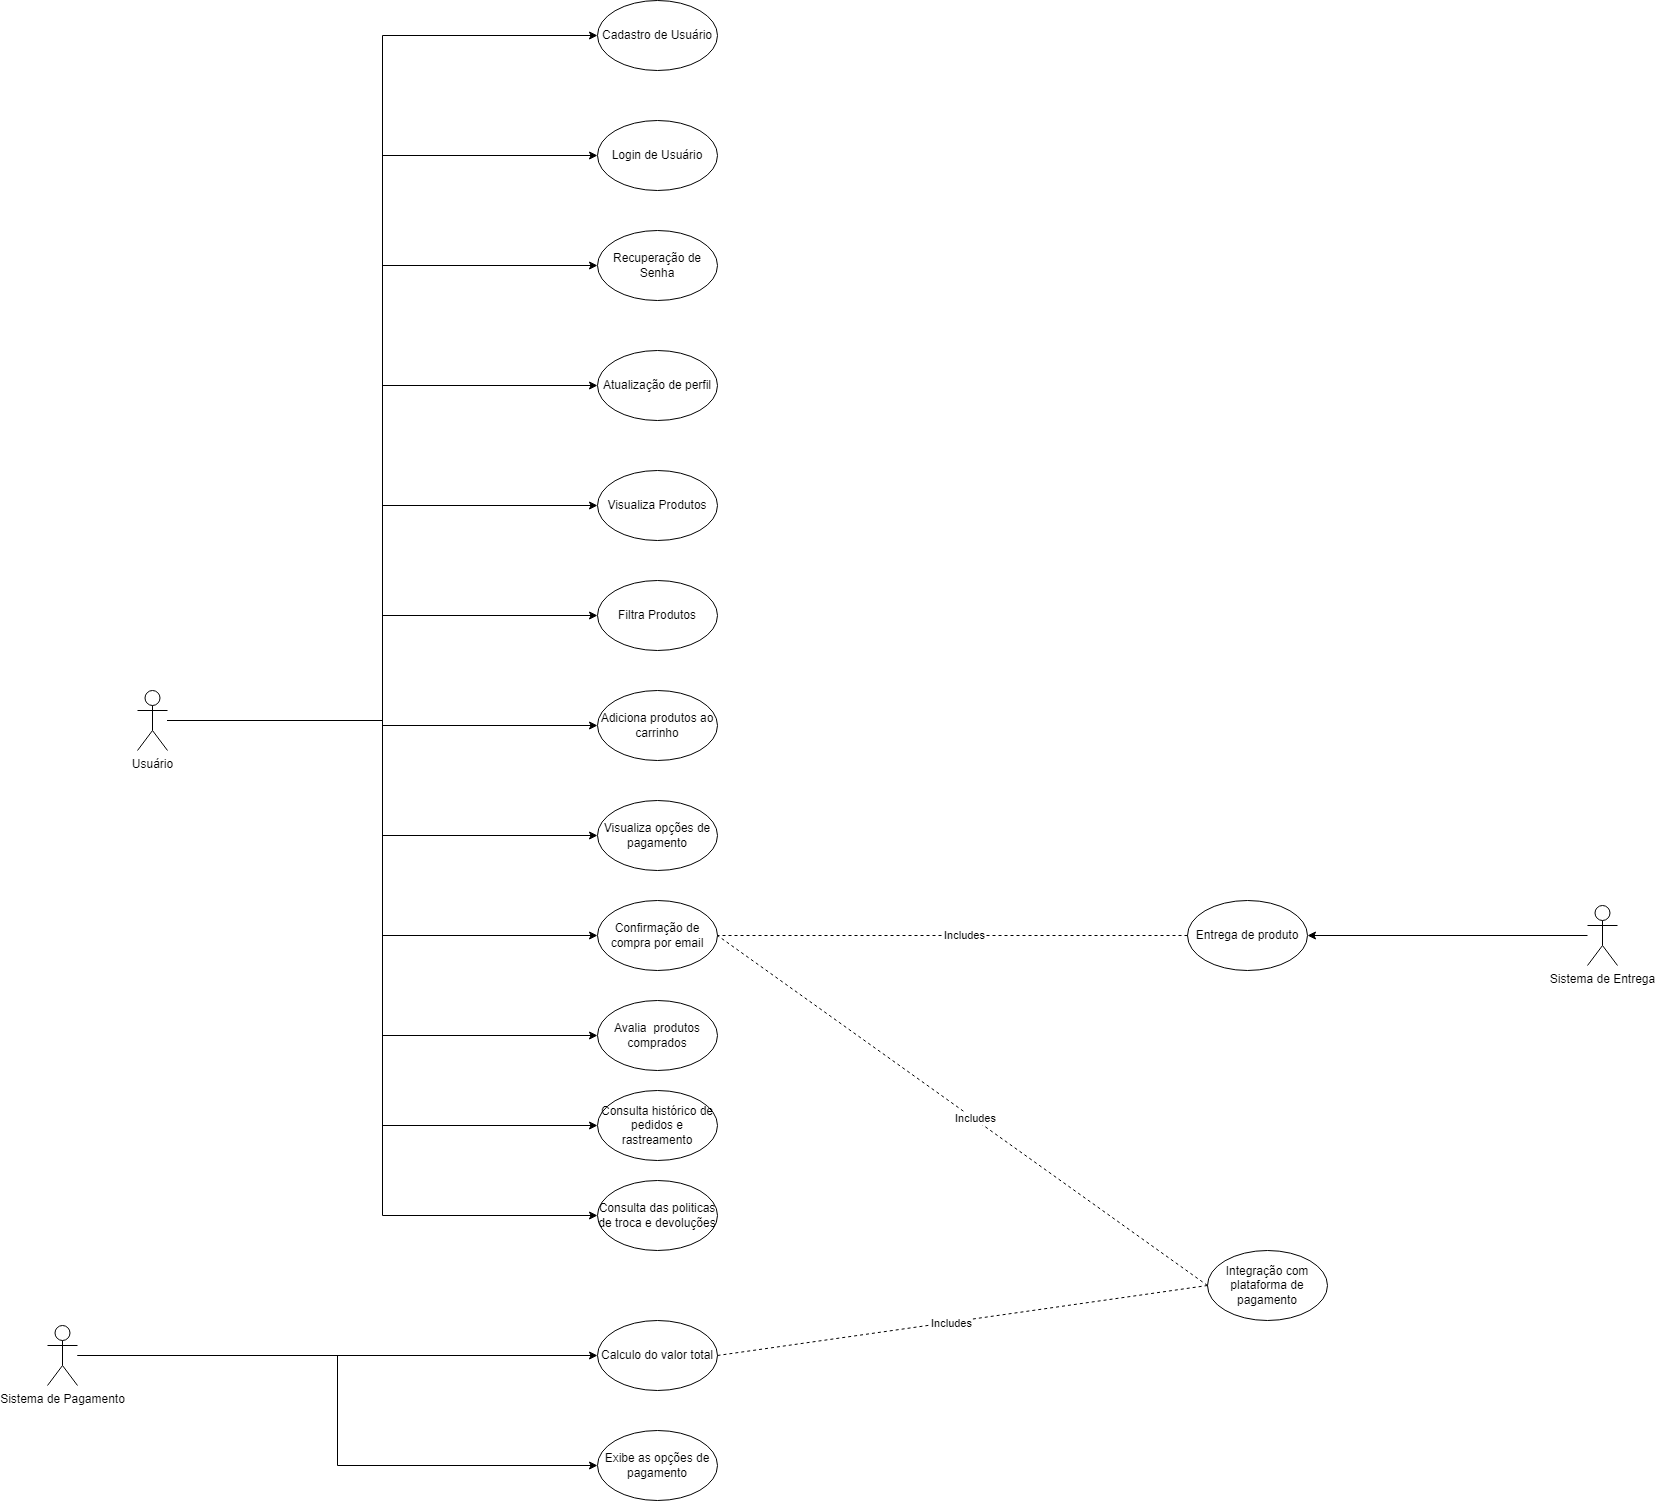 Cadastro de Usuário
Login de Usuário
Recuperação de
Senha
Atualização de perfil
Visualiza Produtos
Filtra Produtos
Adiciona produtos ao
carrinho
Usuário
Visualiza opções de
pagamento
Confirmação de
compra por email
Includes
Entrega de produto
Sistema de Entrega
Avalia  produtos
comprados
Consulta histórico de
pedidos e
rastreamento
Includes
Consulta das politicas
de troca e devoluções
Integração com
plataforma de
pagamento
Includes
Calculo do valor total
Sistema de Pagamento
Exibe as opções de
pagamento